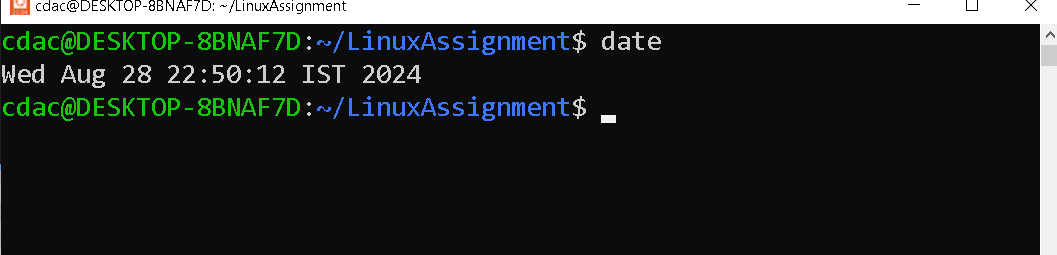 cdac@DESKTOP-8BNAF7D: ~/LinuxAssignment
cdac@DESKTOP-8BNAF7D:~/LinuxAssignment$ date
Wed Aug 28 22:50:12 IST 2024
cdac@DESKTOP-8BNAF7D:~/LinuxAssignment$